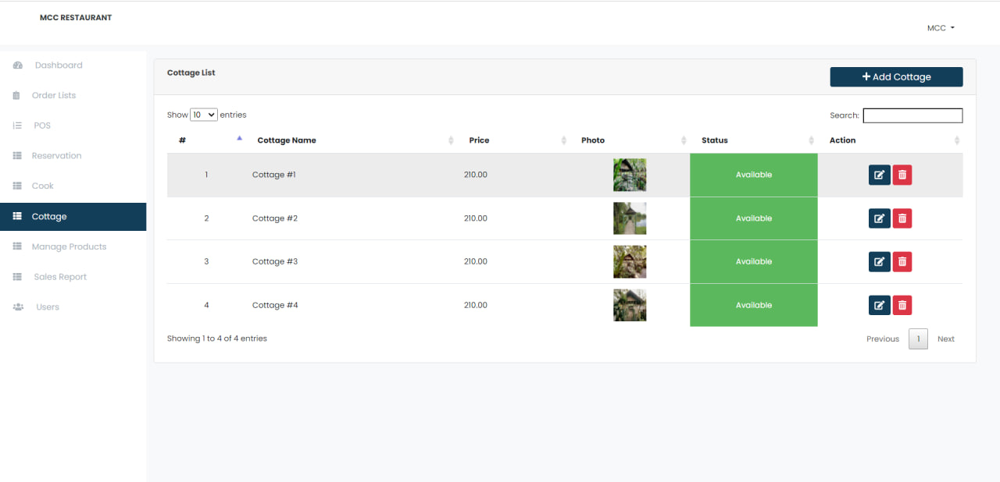 MCC RESTAURANT
MCC
Dashboard
Order Lists
POS
Reservation
Cook
Cottage
Manage Products
Sales Report
Users
Cottage List
+ Add Cottage
Show 10 entries
Search:
# Cottage Name Price Photo Status Action
1 Cottage #1 210.00 Available
2 Cottage #2 210.00 Available
3 Cottage #3 210.00 Available
4 Cottage #4 210.00 Available
Showing 1 to 4 of 4 entries
Previous 1 Next